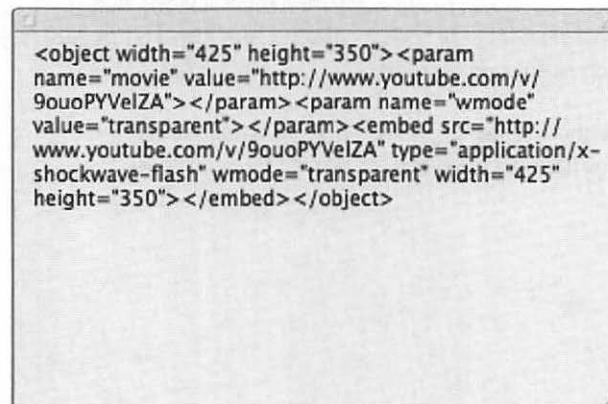 <object width="425" height="350"><param
name="movie" value="http://www.youtube.com/v/
9ouoPYVelZA"></param><param name="wmode"
value="transparent"></param><embed src="http://
www.youtube.com/v/9ouoPYVelZA" type="application/x-
shockwave-flash" wmode="transparent" width="425"
height="350"></embed></object>